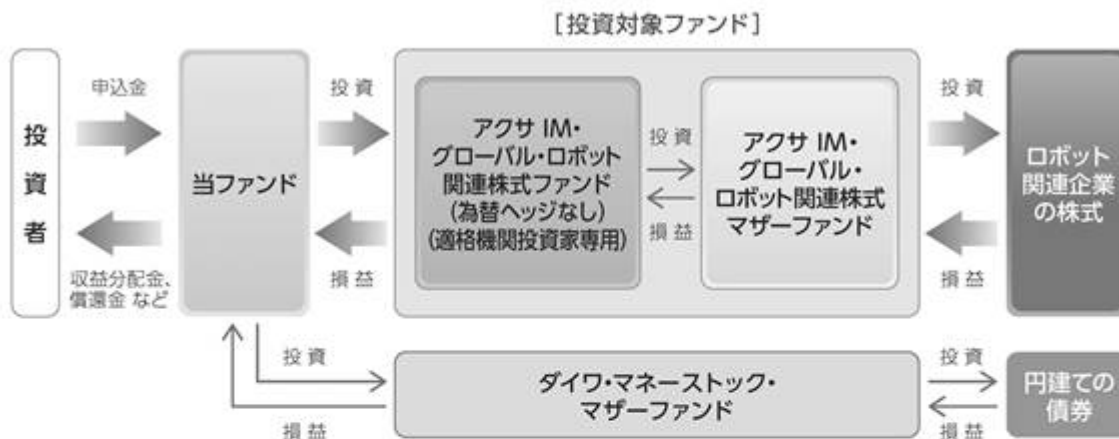 ［投資対象ファンド］
投資者
申込金
収益分配金、
償還金 など
当ファンド
投資
損益
アクサ IM・
グローバル・ロボット
関連株式ファンド
(為替ヘッジなし)
(適格機関投資家専用)
投資
損益
アクサ IM・
グローバル・
ロボット関連株式
マザーファンド
投資
損益
ロボット
関連企業
の株式
投資
損益
ダイワ・マネーストック・
マザーファンド
投資
損益
円建ての
債券